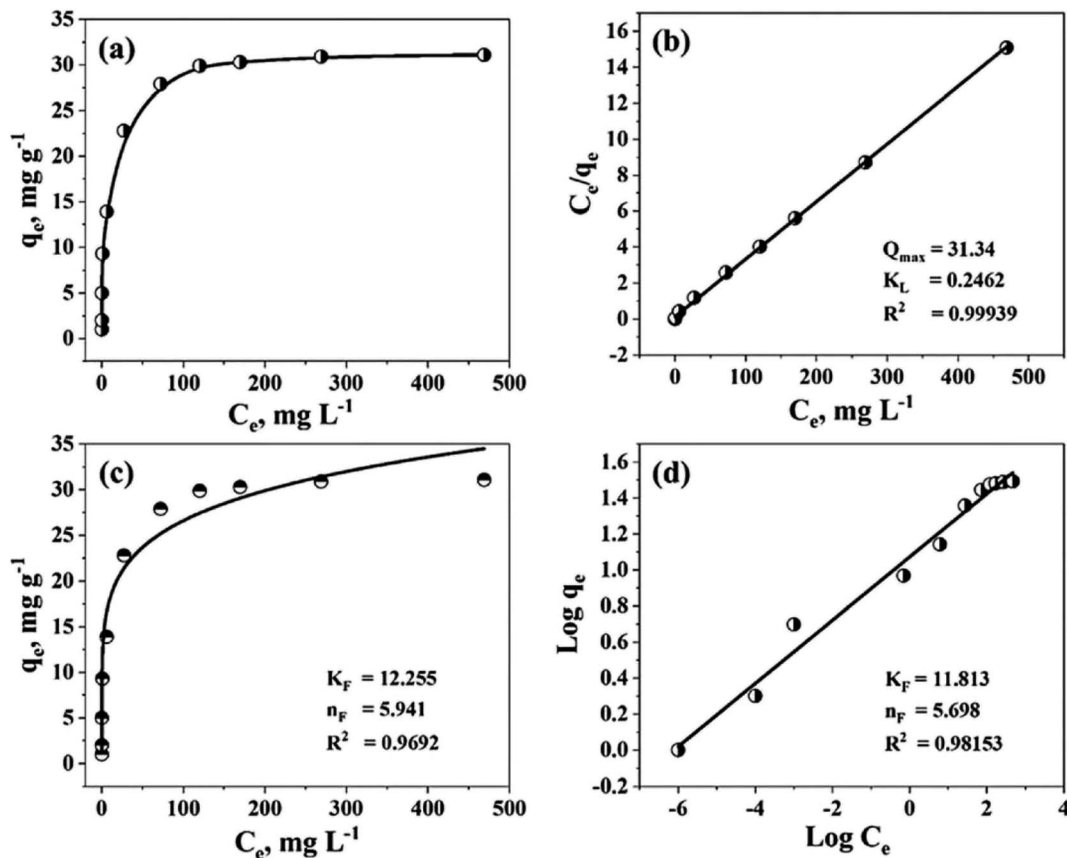 (a)
35
30
25
20
15
10
5
0
qe, mg g-1
0 100 200 300 400 500
Ce, mg L-1
(b)
16
14
12
10
8
6
4
2
0
-2
Ce/qe
Qmax = 31.34
KL = 0.2462
R2 = 0.99939
0 100 200 300 400 500
Ce, mg L-1
(c)
35
30
25
20
15
10
5
0
qe, mg g-1
KF = 12.255
nF = 5.941
R2 = 0.9692
0 100 200 300 400 500
Ce, mg L-1
(d)
1.6
1.4
1.2
1.0
0.8
0.6
0.4
0.2
0.0
-0.2
Log qe
KF = 11.813
nF = 5.698
R2 = 0.98153
-6 -4 -2 0 2 4
Log Ce